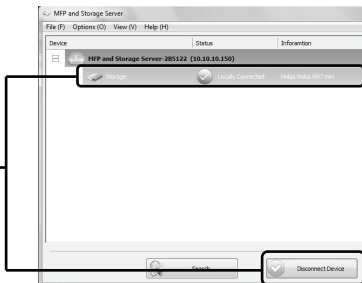 MFP and Storage Server
File (F) Options (O) View (V) Help (H)
Device Status Inforamtion
MFP and Storage Server-2B5122 (10.10.10.150)
Storage Locally Connected Nokia Nokia N97 mini
Search Disconnect Device